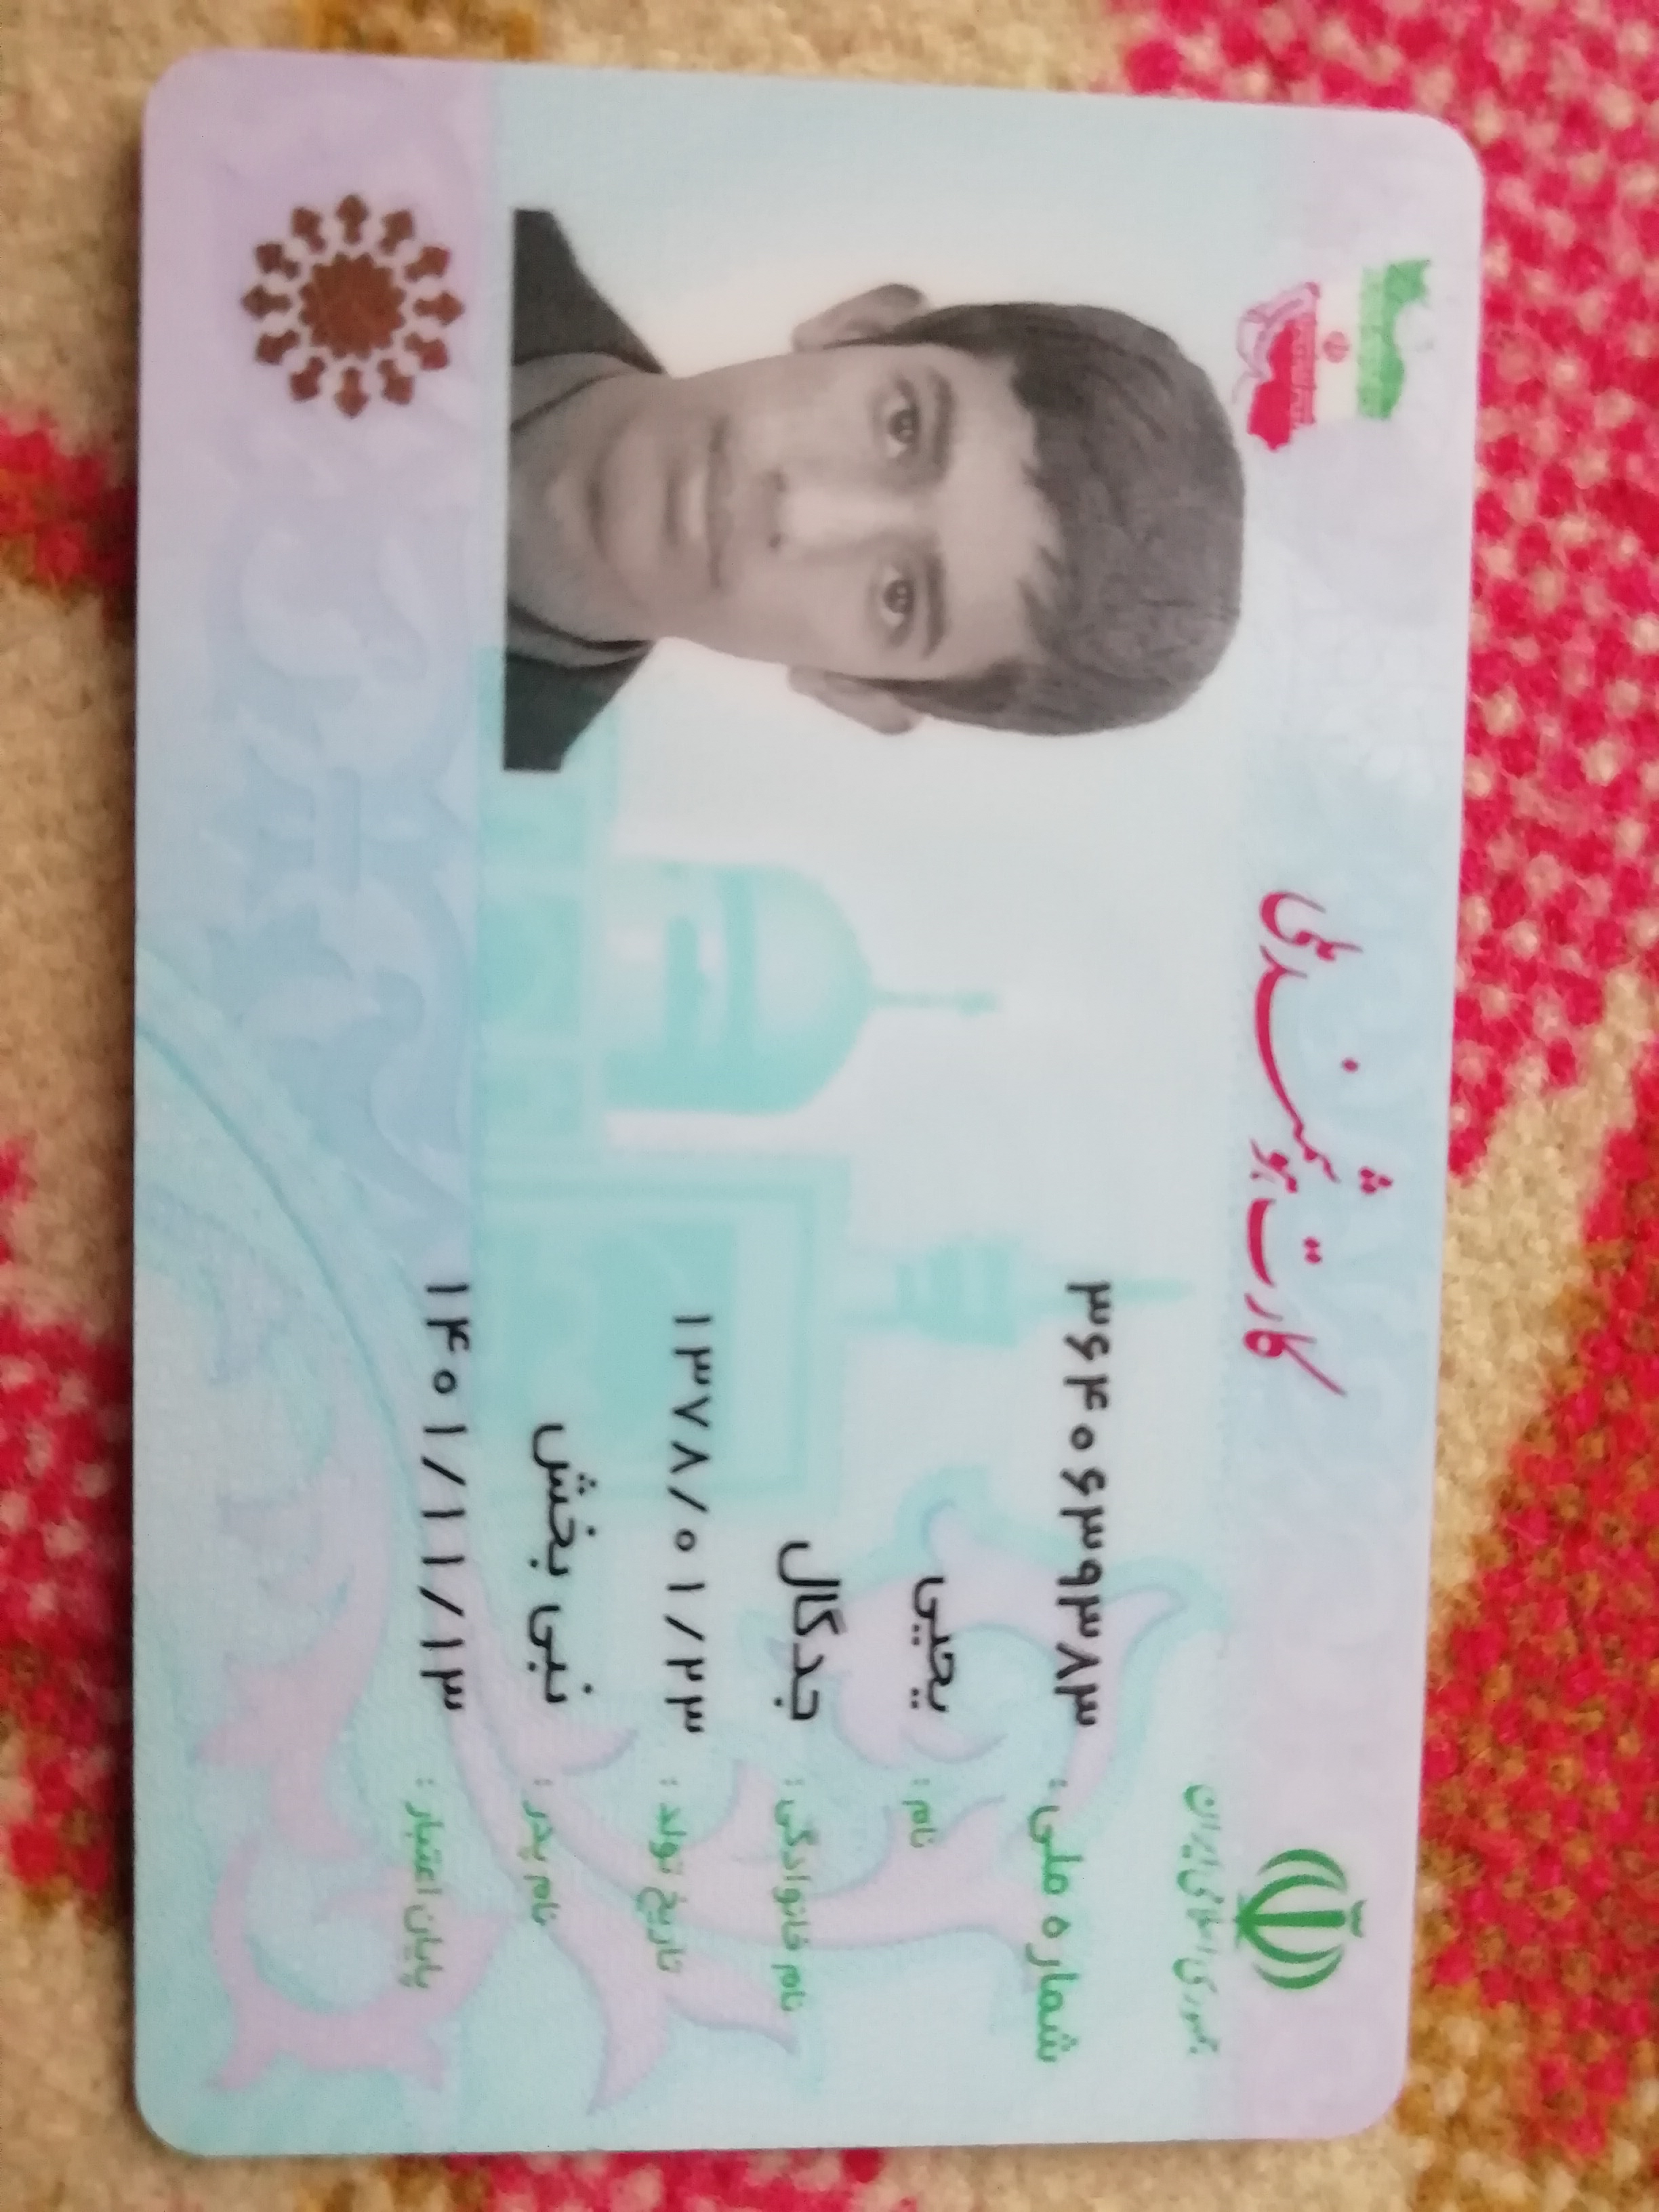 جمهوری اسلامی ایران
کارت هوشمند ملی
شماره ملی: ۳۶۴۰۶۳۹۳۸۳
نام: یحیی
نام خانوادگی: جدگال
تاریخ تولد: ۱۳۷۸/۰۱/۲۳
نام پدر: نبی بخش
پایان اعتبار: ۱۴۰۱/۱۱/۱۳